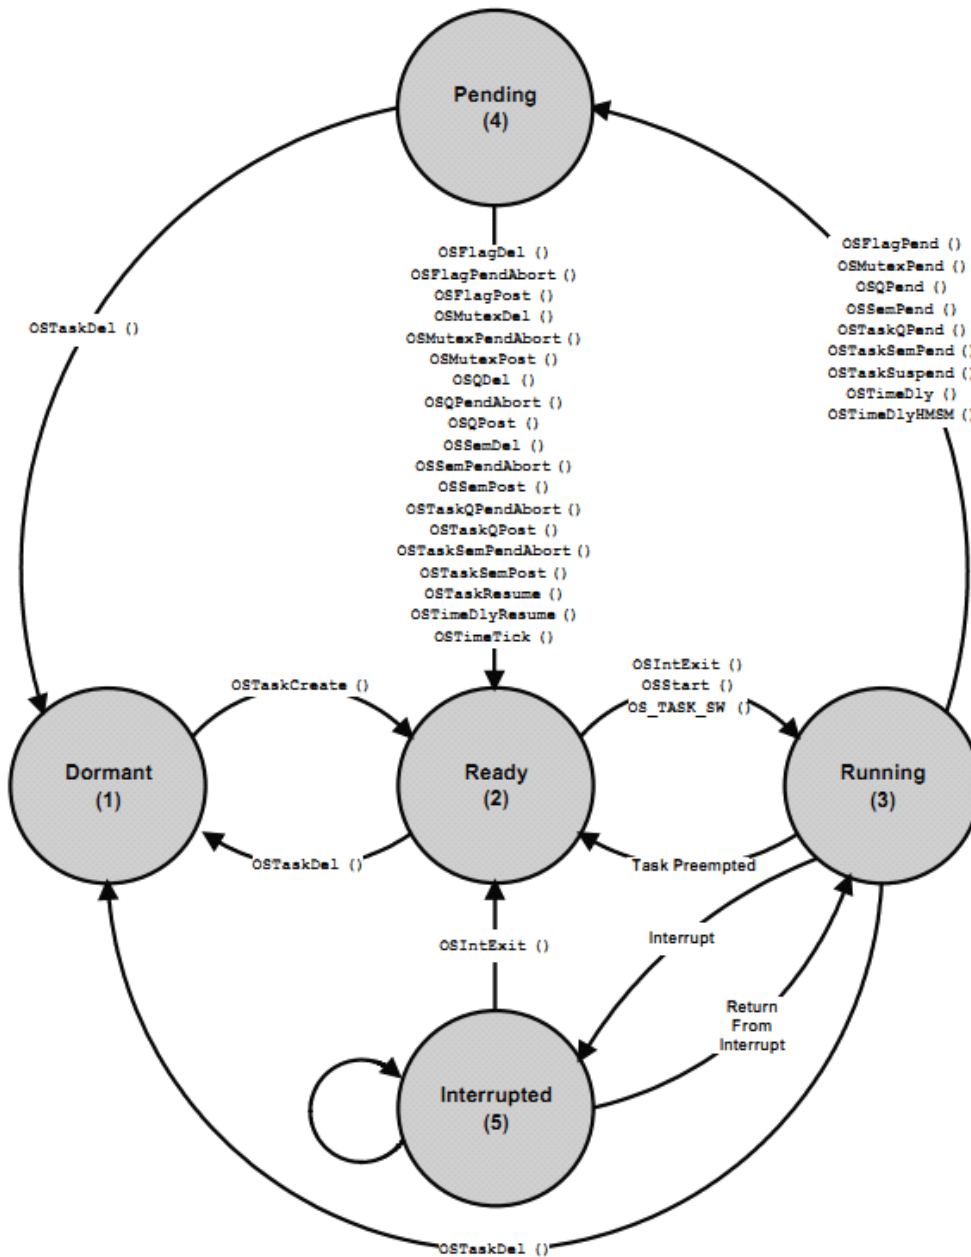 Pending
(4)
OSFlagDel ()
OSFlagPendAbort ()
OSFlagPost ()
OSMutexDel ()
OSMutexPendAbort ()
OSMutexPost ()
OSQDel ()
OSQPendAbort ()
OSQPost ()
OSSemDel ()
OSSemPendAbort ()
OSSemPost ()
OSTaskQPendAbort ()
OSTaskQPost ()
OSTaskSemPendAbort ()
OSTaskSemPost ()
OSTaskResume ()
OSTimeDlyResume ()
OSTimeTick ()
OSFlagPend ()
OSMutexPend ()
OSQPend ()
OSSemPend ()
OSTaskQPend ()
OSTaskSemPend ()
OSTaskSuspend ()
OSTimeDly ()
OSTimeDlyHMSM ()
OSTaskDel ()
OSTaskCreate ()
OSIntExit ()
OSStart ()
OS_TASK_SW ()
Dormant
(1)
Ready
(2)
Running
(3)
OSTaskDel ()
Task Preempted
OSIntExit ()
Interrupt
Return
From
Interrupt
Interrupted
(5)
OSTaskDel ()